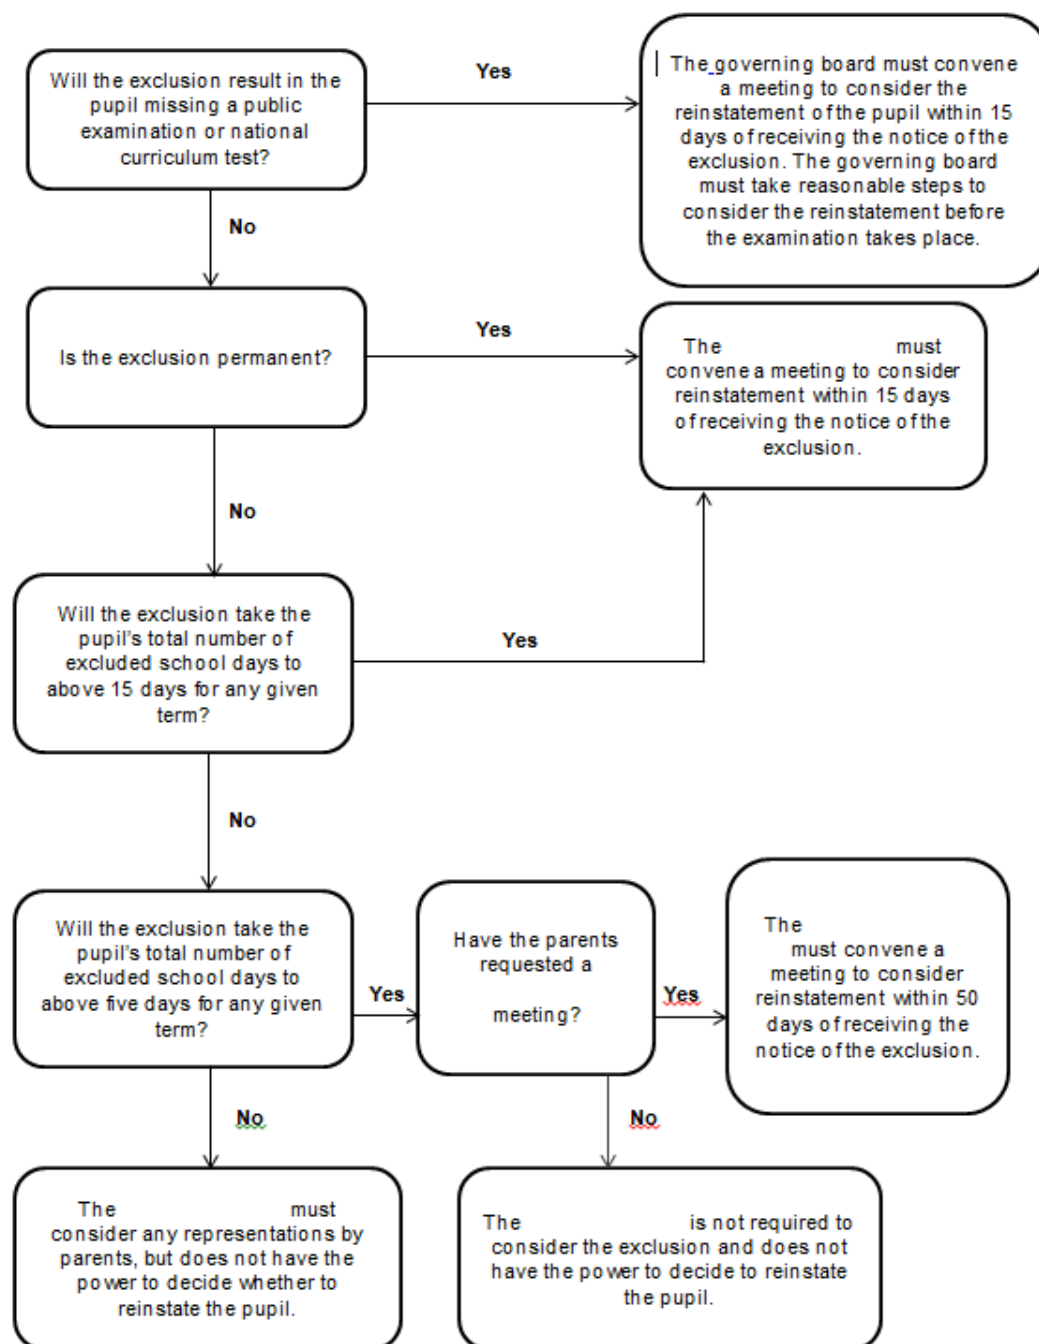 Will the exclusion result in the
pupil missing a public
examination or national
curriculum test?
Yes
The governing board must convene
a meeting to consider the
reinstatement of the pupil within 15
days of receiving the notice of the
exclusion. The governing board
must take reasonable steps to
consider the reinstatement before
the examination takes place.
No
Is the exclusion permanent?
Yes
The must
convene a meeting to consider
reinstatement within 15 days
of receiving the notice of the
exclusion.
No
Will the exclusion take the
pupil's total number of
excluded school days to
above 15 days for any given
term?
Yes
No
Will the exclusion take the
pupil's total number of
excluded school days to
above five days for any given
term?
Yes
Have the parents
requested a
meeting?
Yes
The
must convene a
meeting to consider
reinstatement within 50
days of receiving the
notice of the exclusion.
No
No
The must
consider any representations by
parents, but does not have the
power to decide whether to
reinstate the pupil.
The is not required to
consider the exclusion and does not
have the power to decide to reinstate
the pupil.